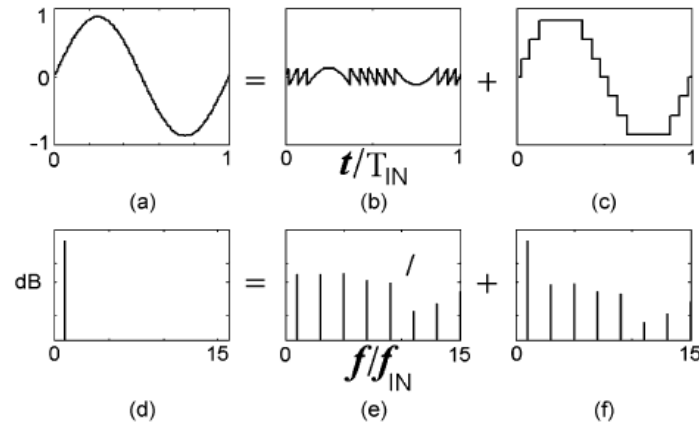 1
0
-1
0 1
=
0 1
+
0 1
t/T_IN
(a) (b) (c)
dB
0 15
=
/
0 15
+
0 15
f/f_IN
(d) (e) (f)